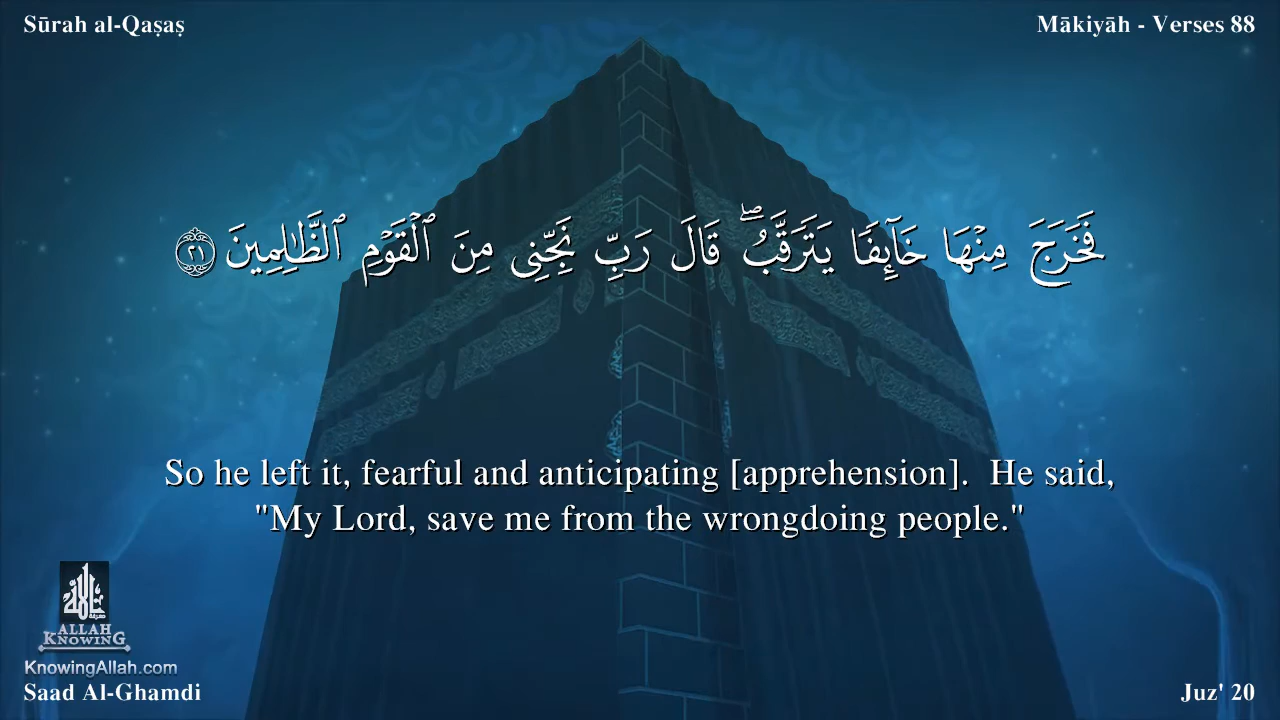 Sūrah al-Qaṣaṣ
Mākiyāh - Verses 88
فَخَرَجَ مِنْهَا خَآئِفًا يَتَرَقَّبُ ۖ قَالَ رَبِّ نَجِّنِى مِنَ ٱلْقَوْمِ ٱلظَّـٰلِمِينَ ٢١
So he left it, fearful and anticipating [apprehension].  He said,
"My Lord, save me from the wrongdoing people."
ALLAH
KNOWING
KnowingAllah.com
Saad Al-Ghamdi
Juz' 20